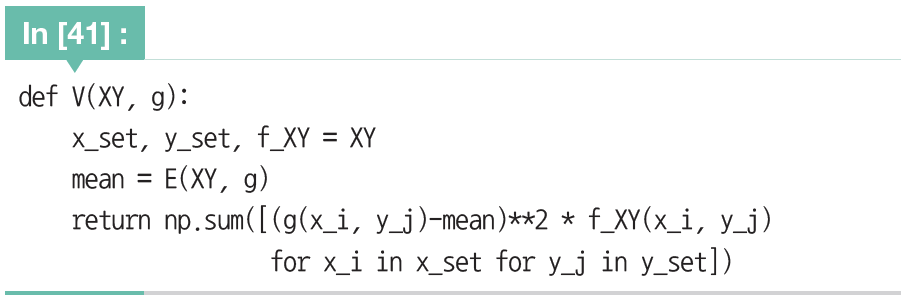 In [41] :
def V(XY, g):
    x_set, y_set, f_XY = XY
    mean = E(XY, g)
    return np.sum([(g(x_i, y_j)-mean)**2 * f_XY(x_i, y_j)
                   for x_i in x_set for y_j in y_set])